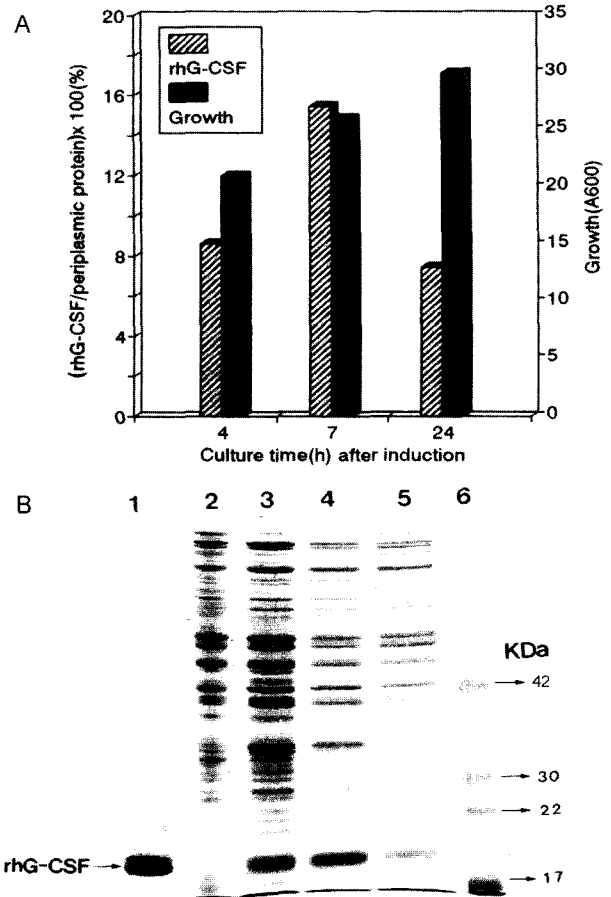 A
(rhG-CSF/periplasmic protein)x 100(%)
20
16
12
8
4
0
rhG-CSF
Growth
35
30
25
20
15
10
5
0
Growth(A600)
4 7 24
Culture time(h) after induction
B
1 2 3 4 5 6
KDa
42
30
22
17
rhG-CSF